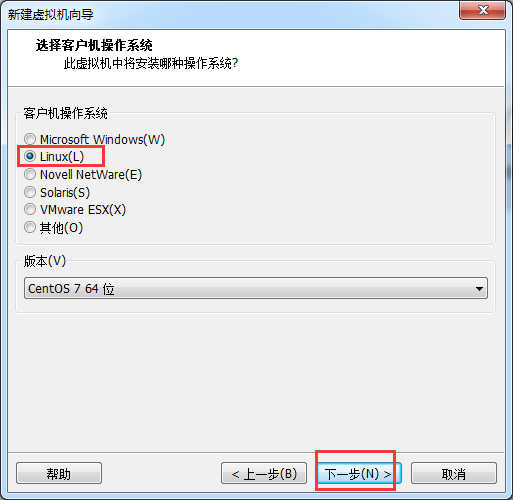 新建虚拟机向导
选择客户机操作系统
此虚拟机中将安装哪种操作系统?
客户机操作系统
Microsoft Windows(W)
Linux(L)
Novell NetWare(E)
Solaris(S)
VMware ESX(X)
其他(O)
版本(V)
CentOS 7 64 位
帮助
< 上一步(B)
下一步(N) >
取消